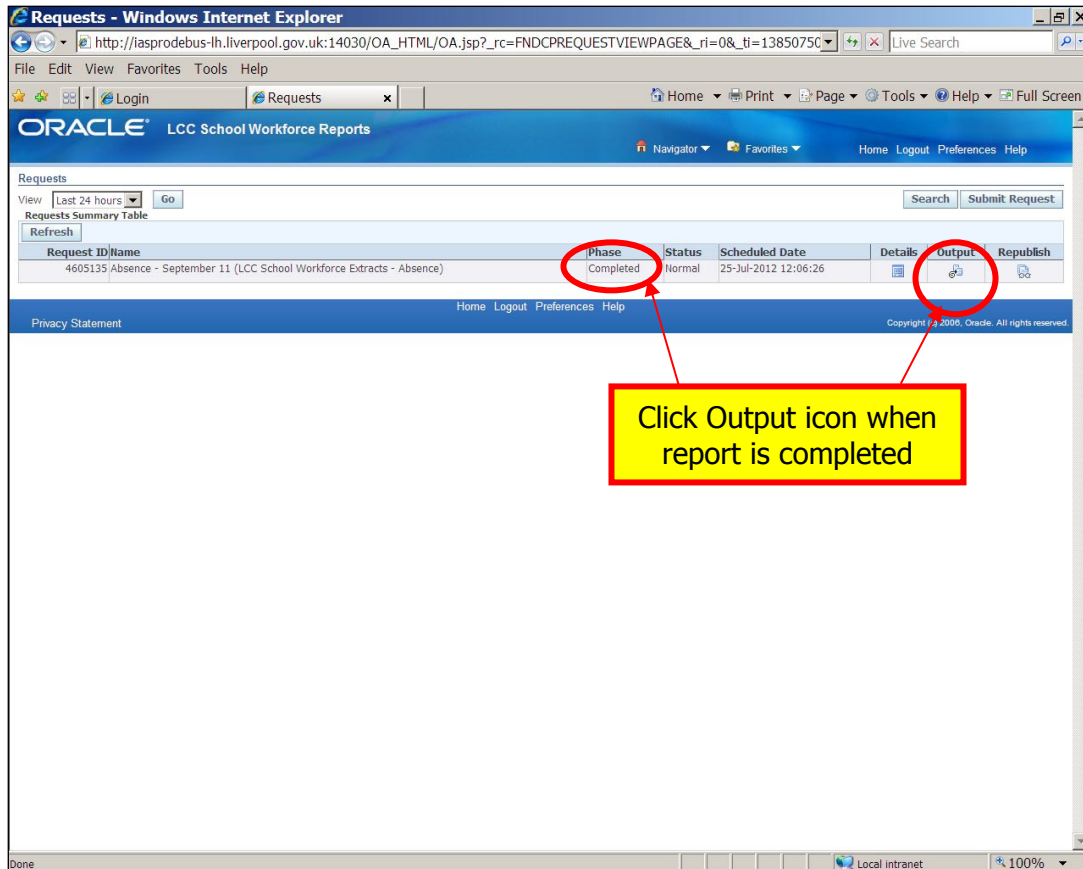 Requests - Windows Internet Explorer
http://iasprodebus-lh.liverpool.gov.uk:14030/OA_HTML/OA.jsp?_rc=FNDCPREQUESTVIEWPAGE&_ri=0&_ti=13850750
Live Search
File Edit View Favorites Tools Help
Login Requests Home Print Page Tools Help Full Screen
ORACLE LCC School Workforce Reports
Navigator Favorites Home Logout Preferences Help
Requests
View Last 24 hours Go Search Submit Request
Requests Summary Table
Refresh
Request ID Name Phase Status Scheduled Date Details Output Republish
4605135 Absence - September 11 (LCC School Workforce Extracts - Absence) Completed Normal 25-Jul-2012 12:06:26
Home Logout Preferences Help
Privacy Statement Copyright (c) 2006, Oracle. All rights reserved.
Click Output icon when
report is completed
Done Local intranet 100%